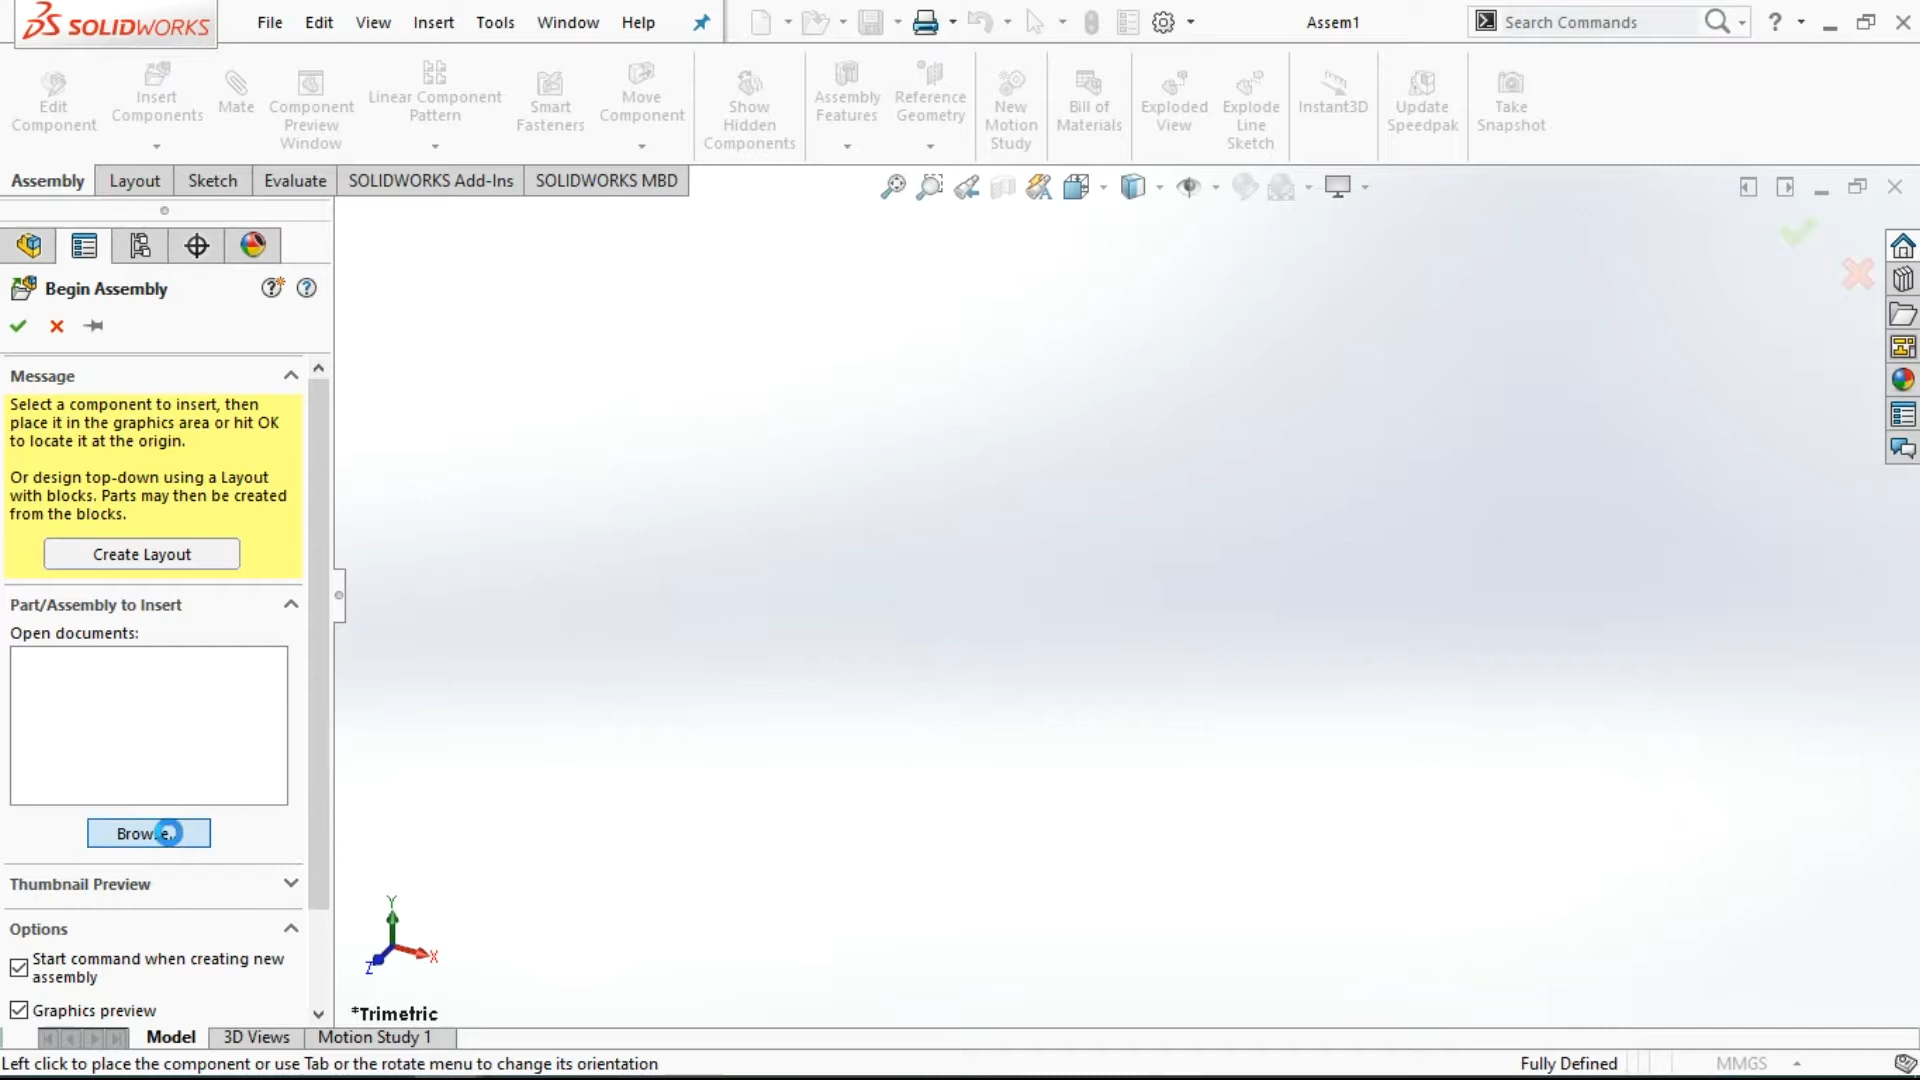 SOLIDWORKS
File Edit View Insert Tools Window Help
Assem1
Search Commands
?
Edit
Component
Insert
Components
Mate
Component
Preview
Window
Linear Component
Pattern
Smart
Fasteners
Move
Component
Show
Hidden
Components
Assembly
Features
Reference
Geometry
New
Motion
Study
Bill of
Materials
Exploded
View
Explode
Line
Sketch
Instant3D
Update
Speedpak
Take
Snapshot
Assembly Layout Sketch Evaluate SOLIDWORKS Add-Ins SOLIDWORKS MBD
Begin Assembly
Message
Select a component to insert, then
place it in the graphics area or hit OK
to locate it at the origin.
Or design top-down using a Layout
with blocks. Parts may then be created
from the blocks.
Create Layout
Part/Assembly to Insert
Open documents:
Browse...
Thumbnail Preview
Options
Start command when creating new
assembly
Graphics preview
Y
X
Z
*Trimetric
Model 3D Views Motion Study 1
Left click to place the component or use Tab or the rotate menu to change its orientation
Fully Defined MMGS